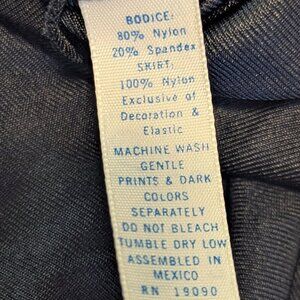 BODICE:
80% Nylon
20% Spandex
SKIRT:
100% Nylon
Exclusive of
Decoration &
Elastic
MACHINE WASH
GENTLE
PRINTS & DARK
COLORS
SEPARATELY
DO NOT BLEACH
TUMBLE DRY LOW
ASSEMBLED IN
MEXICO
RN 19090